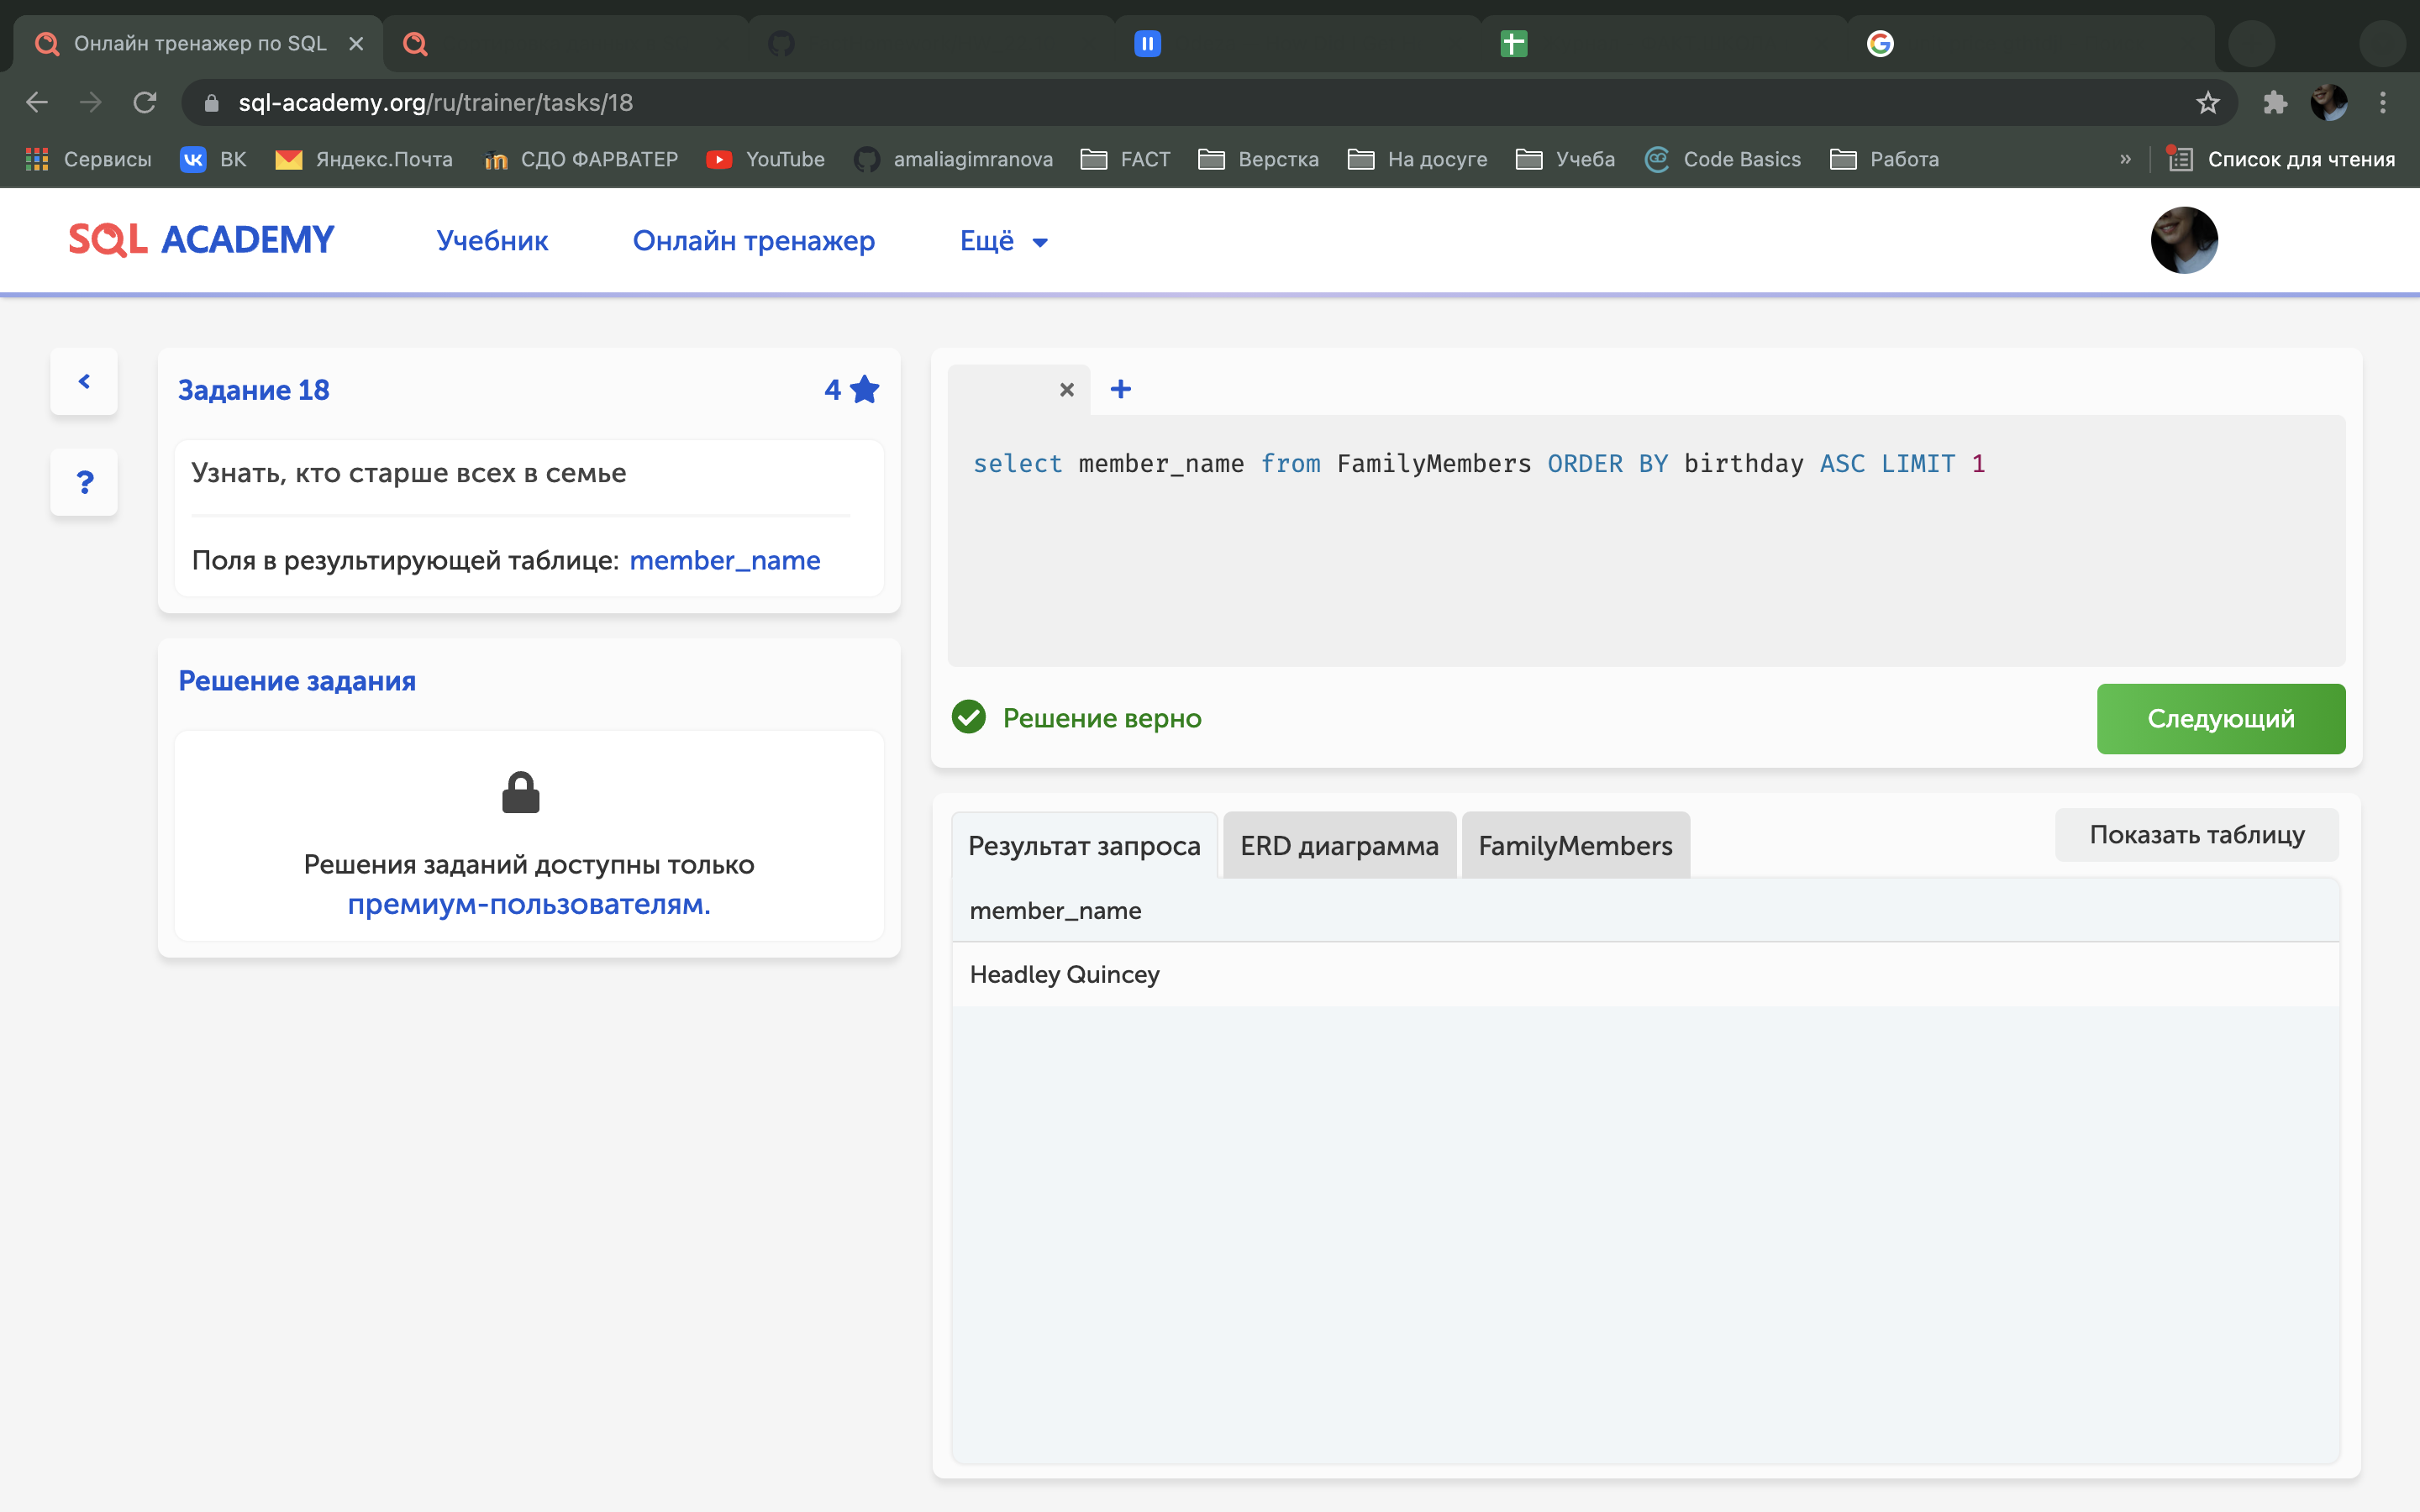 Онлайн тренажер по SQL
sql-academy.org/ru/trainer/tasks/18
Сервисы ВК Яндекс.Почта СДО ФАРВАТЕР YouTube amaliagimranova FACT Верстка На досуге Учеба Code Basics Работа » Список для чтения
SQL ACADEMY Учебник Онлайн тренажер Ещё
Задание 18 4
Узнать, кто старше всех в семье
Поля в результирующей таблице: member_name
?
Решение задания
Решения заданий доступны только
премиум-пользователям.
select member_name from FamilyMembers ORDER BY birthday ASC LIMIT 1
Решение верно
Следующий
Результат запроса ERD диаграмма FamilyMembers Показать таблицу
member_name
Headley Quincey